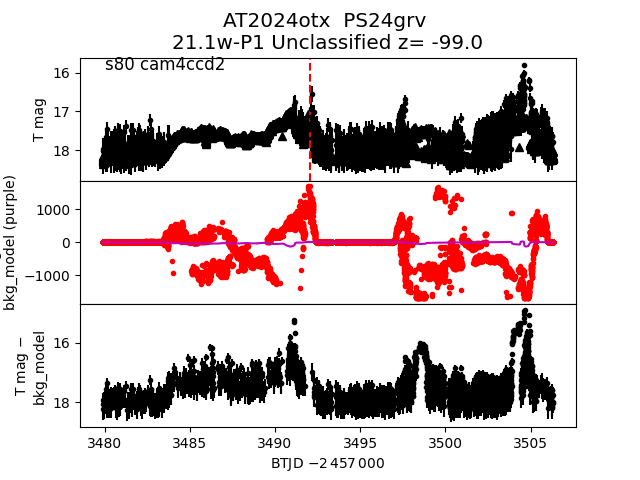 AT2024otx PS24grv
21.1w-P1 Unclassified z= -99.0
s80 cam4ccd2
T mag
16
17
18
bkg_model (purple)
1000
0
−1000
T mag −
bkg_model
16
18
3480 3485 3490 3495 3500 3505
BTJD −2 457 000